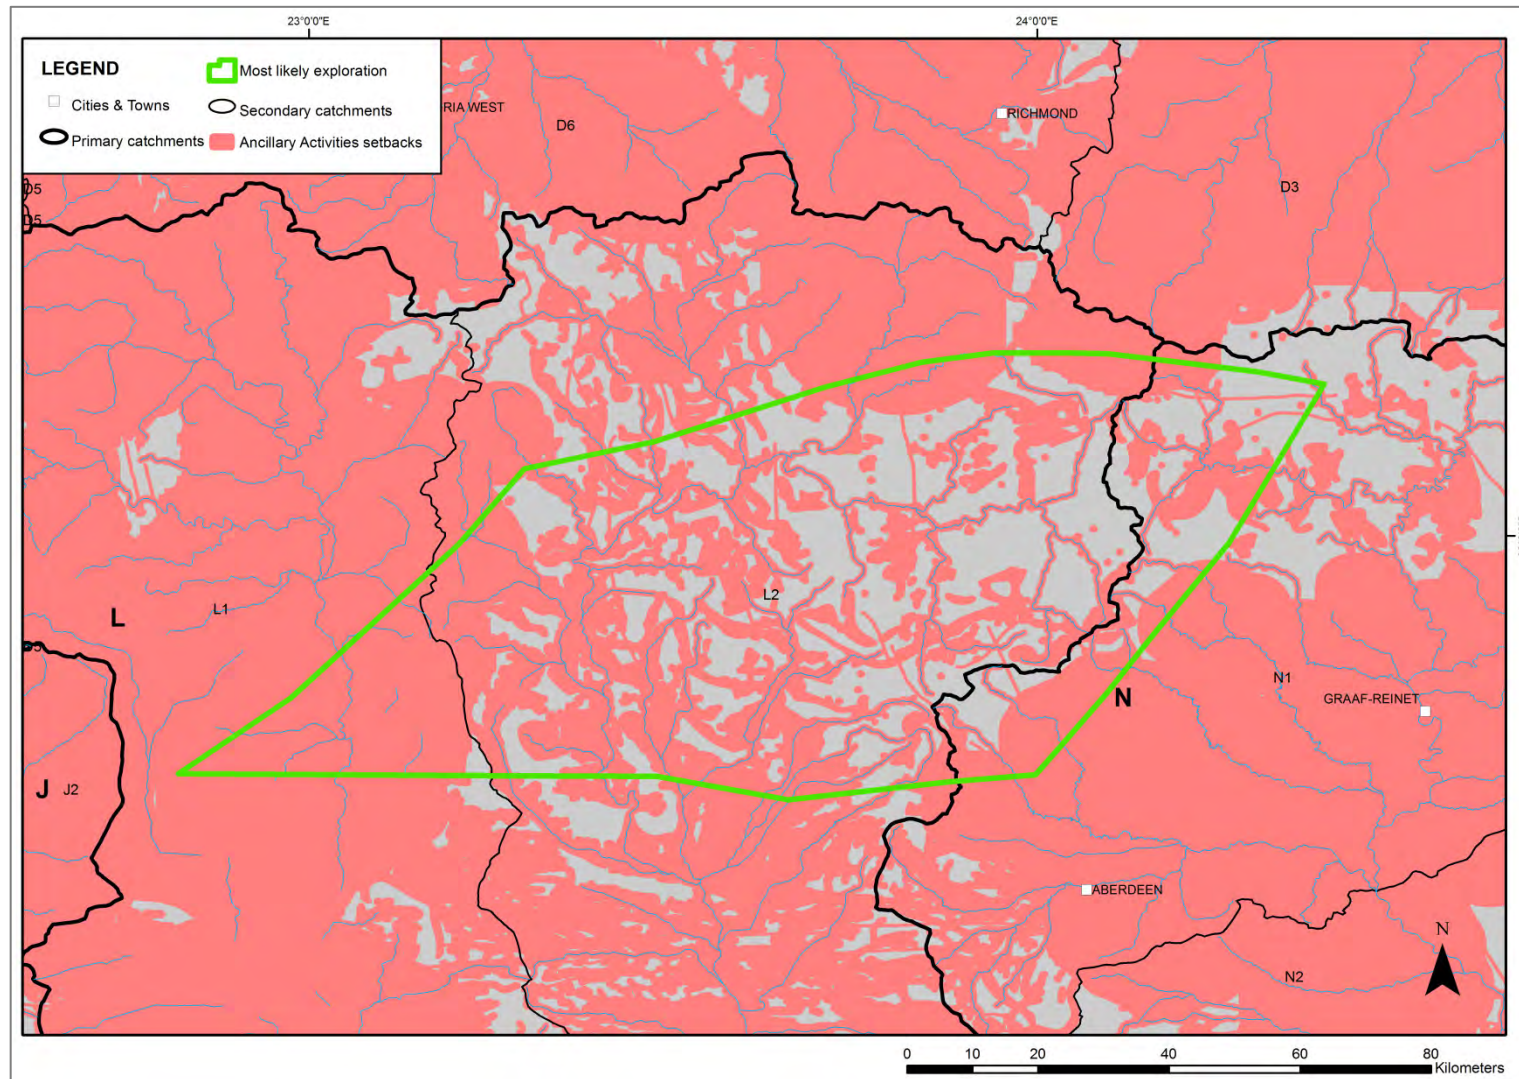 23°0'0"E
24°0'0"E
LEGEND
Most likely exploration
Cities & Towns
Secondary catchments
Primary catchments
Ancillary Activities setbacks
RIA WEST
D6
RICHMOND
D5
D3
D5
L
L1
L2
N
N1
GRAAF-REINET
J
J2
ABERDEEN
N2
N
0 10 20 40 60 80
Kilometers